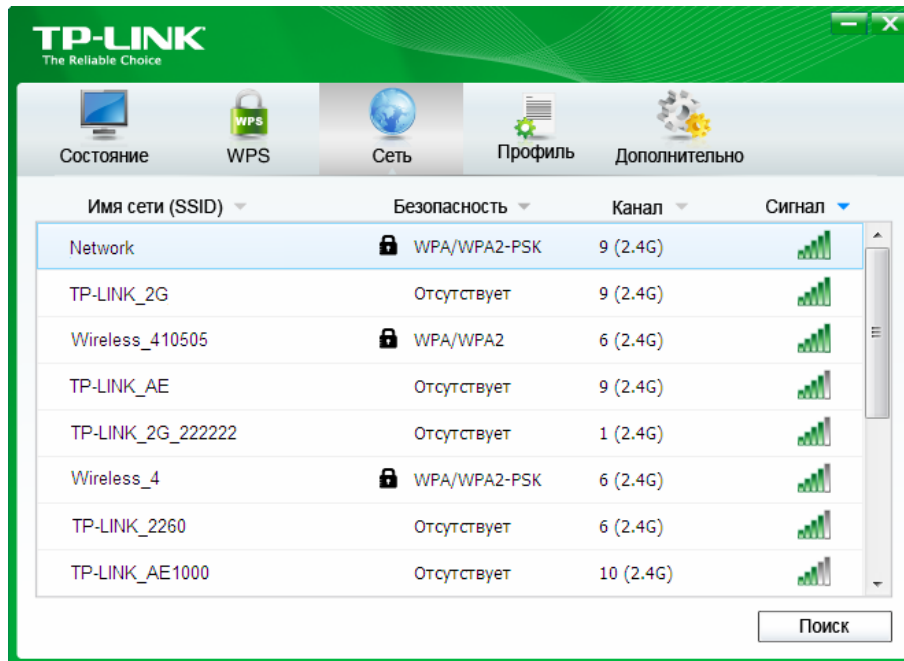 TP-LINK
The Reliable Choice
WPS
Состояние WPS Сеть Профиль Дополнительно
Имя сети (SSID) Безопасность Канал Сигнал
Network WPA/WPA2-PSK 9 (2.4G)
TP-LINK_2G Отсутствует 9 (2.4G)
Wireless_410505 WPA/WPA2 6 (2.4G)
TP-LINK_AE Отсутствует 9 (2.4G)
TP-LINK_2G_222222 Отсутствует 1 (2.4G)
Wireless_4 WPA/WPA2-PSK 6 (2.4G)
TP-LINK_2260 Отсутствует 6 (2.4G)
TP-LINK_AE1000 Отсутствует 10 (2.4G)
Поиск